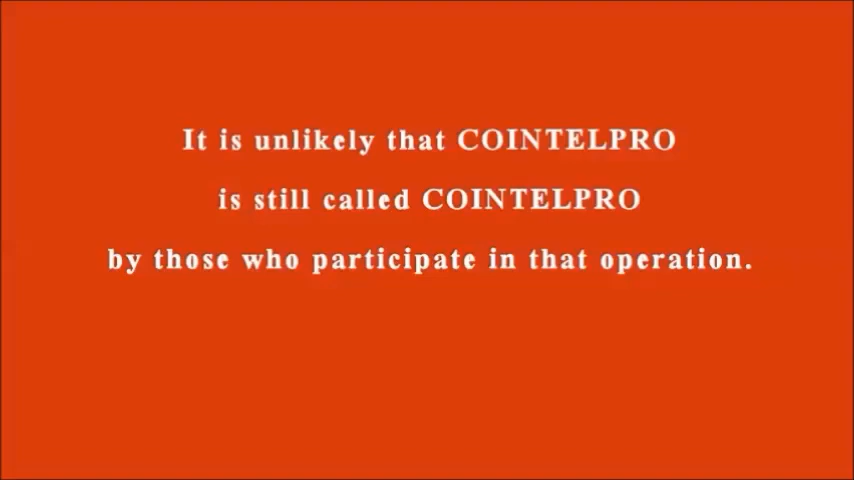 It is unlikely that COINTELPRO
is still called COINTELPRO
by those who participate in that operation.